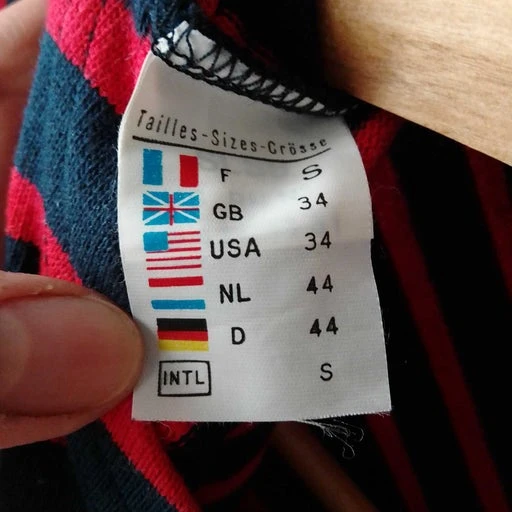 Tailles-Sizes-Grösse
F S
GB 34
USA 34
NL 44
D 44
INTL S